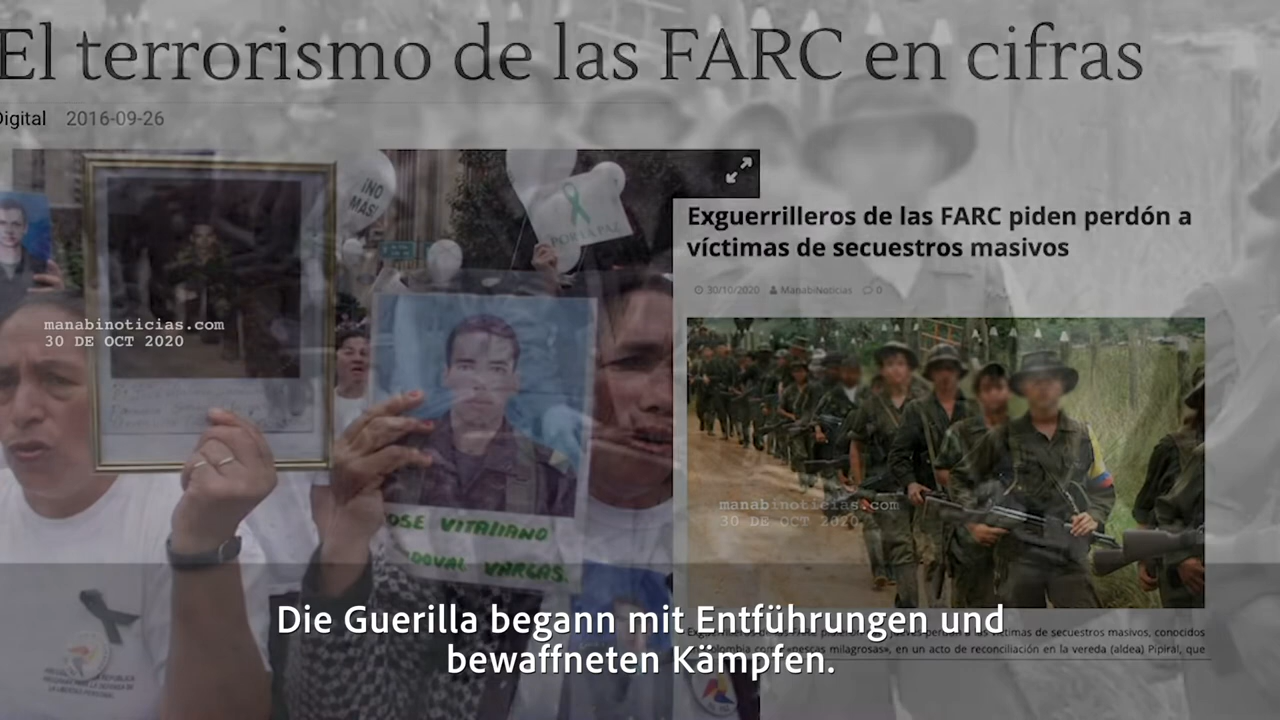 El terrorismo de las FARC en cifras
Digital 2016-09-26
¡NO
MAS!
POR LA PAZ
Exguerrilleros de las FARC piden perdón a
víctimas de secuestros masivos
30/10/2020 ManabiNoticias 0
manabinoticias.com
30 DE OCT 2020
OSE VITALIANO
DOVAL VARGAS.
manabinoticias.com
30 DE OCT 2020
Die Guerilla begann mit Entführungen und
bewaffneten Kämpfen.
víctimas de secuestros masivos, conocidos
«pescas milagrosas», en un acto de reconciliación en la vereda (aldea) Pipiral, que